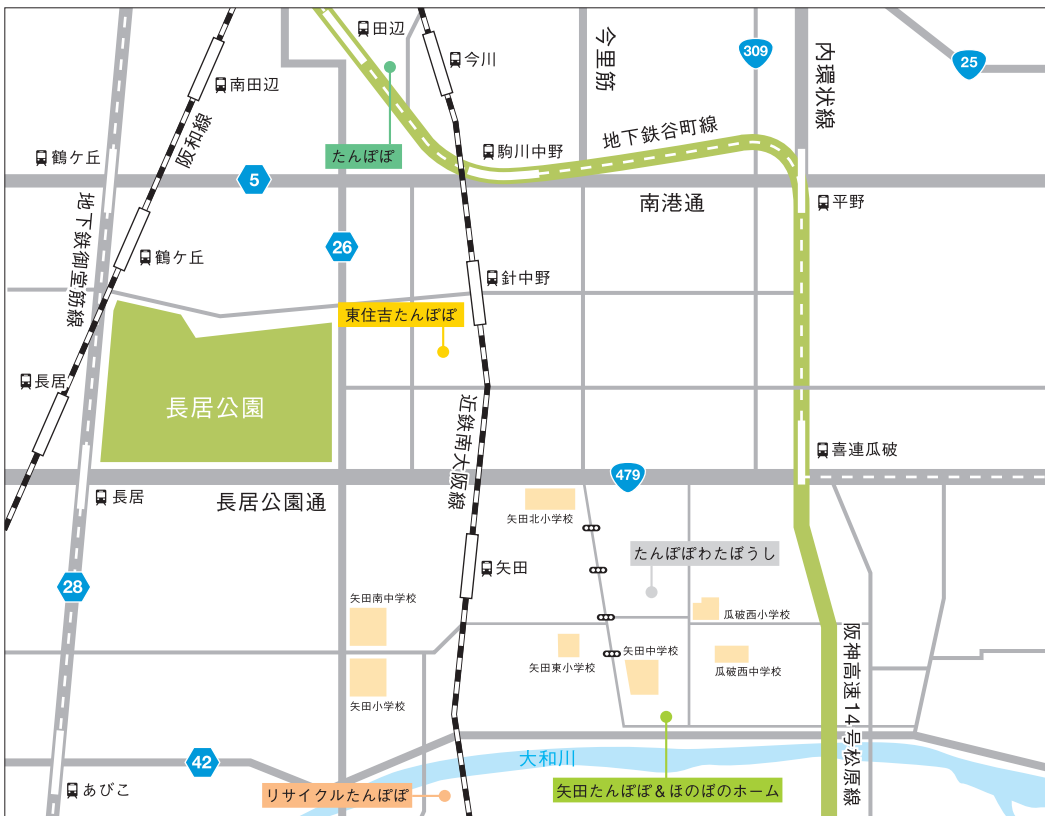 田辺
今川
今里筋
309
内環状線
25
南田辺
阪和線
たんぽぽ
地下鉄谷町線
鶴ケ丘
駒川中野
5
南港通
平野
地下鉄御堂筋線
鶴ケ丘
26
針中野
東住吉たんぽぽ
長居
長居公園
近鉄南大阪線
喜連瓜破
479
長居
長居公園通
矢田北小学校
たんぽぽわたぼうし
矢田
28
矢田南中学校
瓜破西小学校
矢田東小学校
矢田中学校
瓜破西中学校
阪神高速14号松原線
矢田小学校
大和川
42
あびこ
リサイクルたんぽぽ
矢田たんぽぽ&ほのぼのホーム